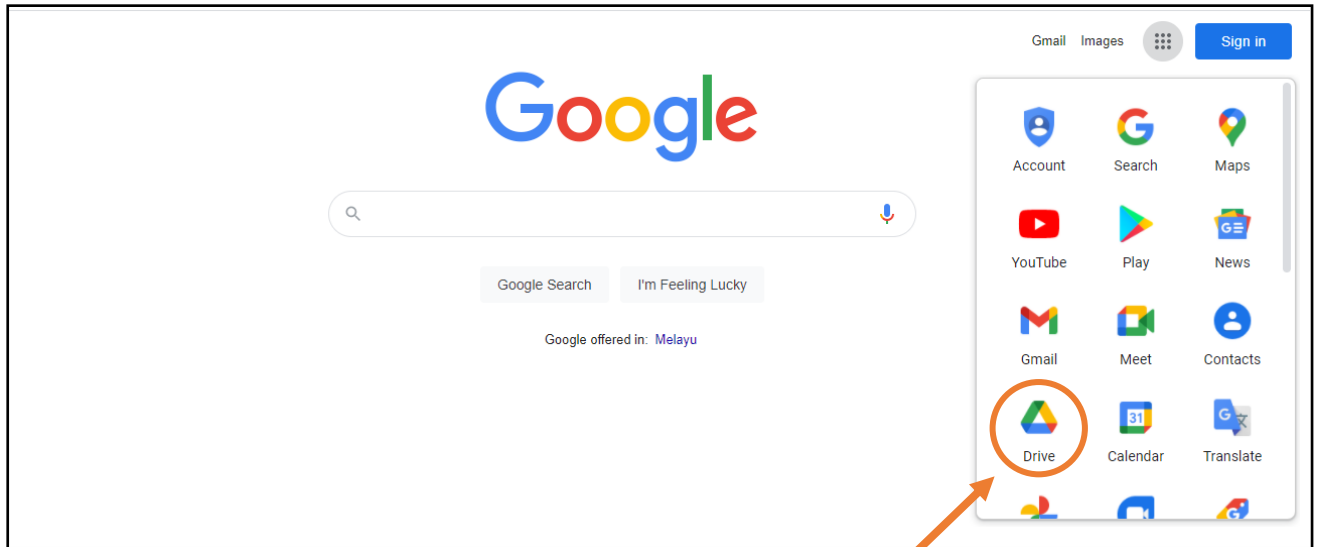 Gmail Images Sign in
Google
Account Search Maps
YouTube Play News
Google Search I'm Feeling Lucky
Google offered in: Melayu
Gmail Meet Contacts
31
Drive Calendar Translate